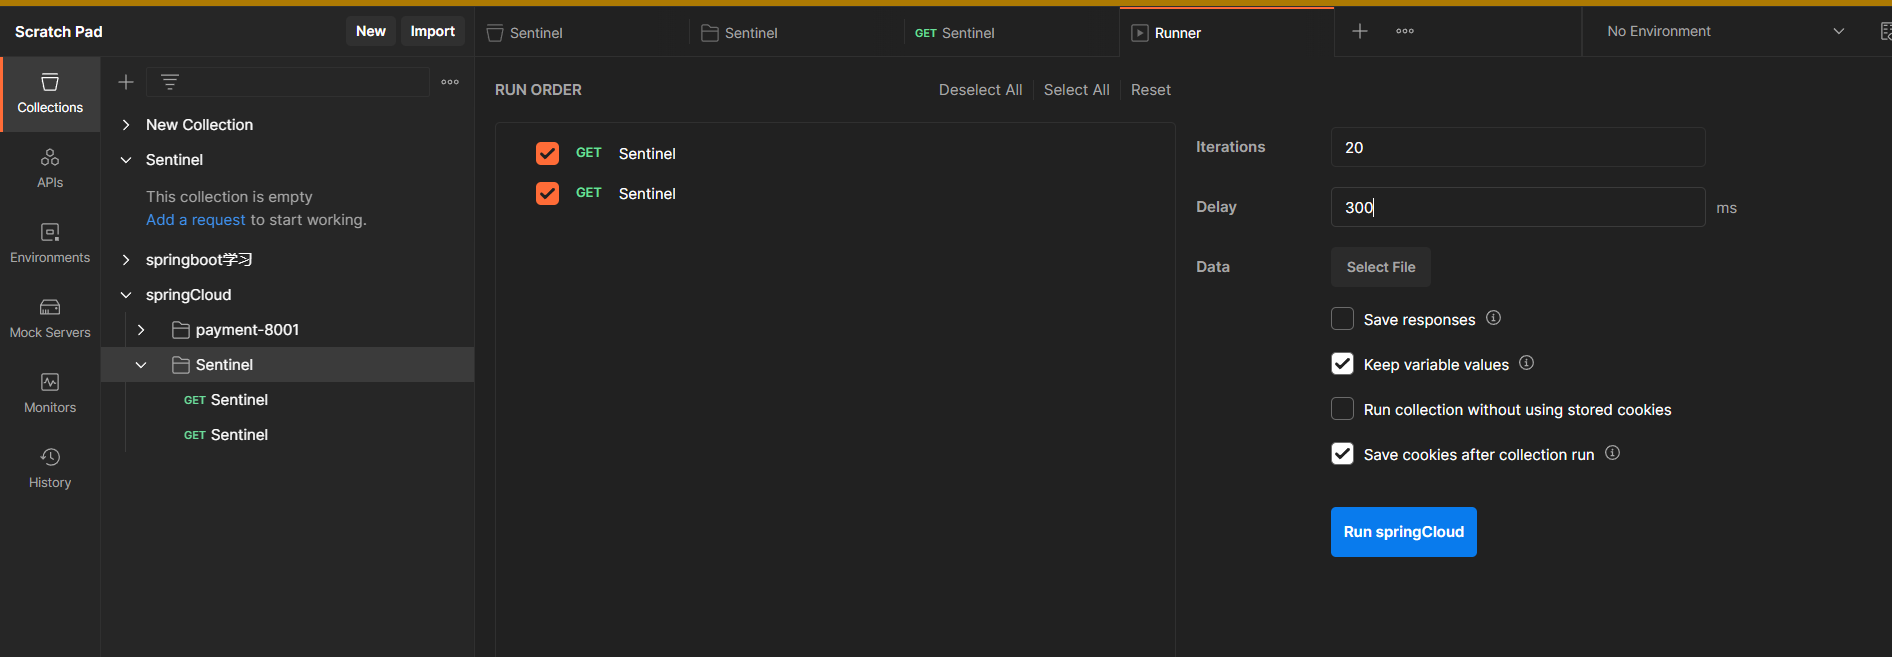 Scratch Pad
New
Import
Sentinel
Sentinel
GET Sentinel
Runner
No Environment
Collections
APIs
Environments
Mock Servers
Monitors
History
New Collection
Sentinel
This collection is empty
Add a request to start working.
springboot学习
springCloud
payment-8001
Sentinel
GET Sentinel
GET Sentinel
RUN ORDER
Deselect All
Select All
Reset
GET Sentinel
GET Sentinel
Iterations
20
Delay
300
ms
Data
Select File
Save responses
Keep variable values
Run collection without using stored cookies
Save cookies after collection run
Run springCloud